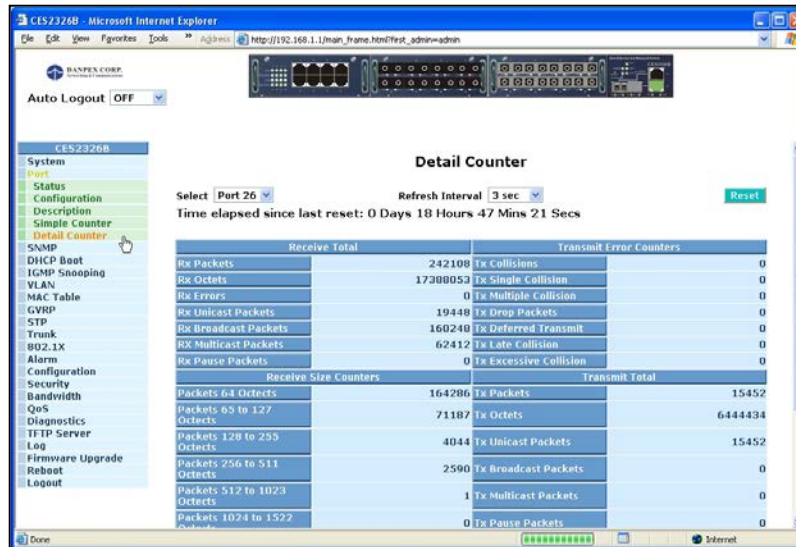 CES2326B - Microsoft Internet Explorer
File Edit View Favorites Tools » Address http://192.168.1.1/main_frame.html?first_admin=admin
DANPEX CORP.
Auto Logout OFF
CES2326B
System
Port
Status
Configuration
Description
Simple Counter
Detail Counter
SNMP
DHCP Boot
IGMP Snooping
VLAN
MAC Table
GVRP
STP
Trunk
802.1X
Alarm
Configuration
Security
Bandwidth
QoS
Diagnostics
TFTP Server
Log
Firmware Upgrade
Reboot
Logout
Detail Counter
Select Port 26 Refresh Interval 3 sec Reset
Time elapsed since last reset: 0 Days 18 Hours 47 Mins 21 Secs
Receive Total Transmit Error Counters
Rx Packets 242108 Tx Collisions 0
Rx Octets 17388053 Tx Single Collision 0
Rx Errors 0 Tx Multiple Collision 0
Rx Unicast Packets 19448 Tx Drop Packets 0
Rx Broadcast Packets 160248 Tx Deferred Transmit 0
RX Multicast Packets 62412 Tx Late Collision 0
Rx Pause Packets 0 Tx Excessive Collision 0
Receive Size Counters Transmit Total
Packets 64 Octects 164286 Tx Packets 15452
Packets 65 to 127 Octects 71187 Tx Octets 6444434
Packets 128 to 255 Octects 4044 Tx Unicast Packets 15452
Packets 256 to 511 Octects 2590 Tx Broadcast Packets 0
Packets 512 to 1023 Octects 1 Tx Multicast Packets 0
Packets 1024 to 1522 0 Tx Pause Packets 0
Done Internet